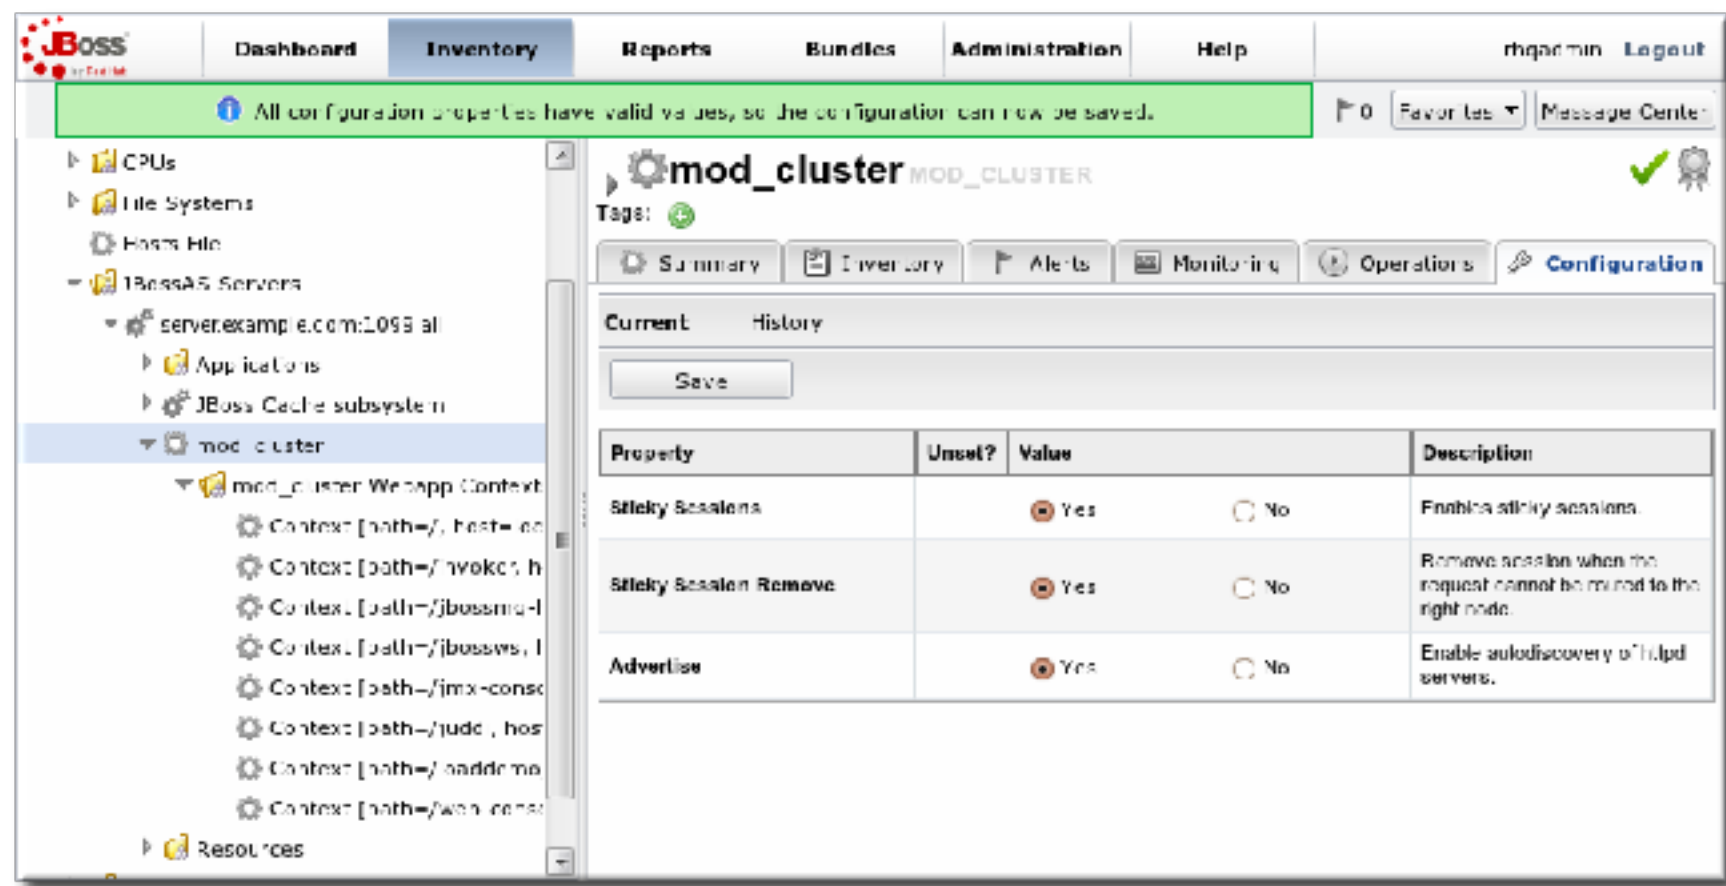 JBoss
by Red Hat
Dashboard Inventory Reports Bundles Administration Help rhqadmin Logout
All configuration properties have valid values, so the configuration can now be saved.
0 Favorites Message Center
CPUs
File Systems
Hosts File
JBossAS Servers
server.example.com:1099 all
Applications
JBoss Cache subsystem
mod_cluster
mod_cluster Webapp Context
Context [path=/, host=loc
Context [path=/invoker, h
Context [path=/jbossmq-h
Context [path=/jbossws, h
Context [path=/jmx-conso
Context [path=/juddi, hos
Context [path=/loaddemo
Context [path=/web-conso
Resources
mod_cluster MOD_CLUSTER
Tags:
Summary Inventory Alerts Monitoring Operations Configuration
Current History
Save
Property Unset? Value Description
Sticky Sessions Yes No Enables sticky sessions.
Sticky Session Remove Yes No Remove session when the
request cannot be routed to the
right node.
Advertise Yes No Enable autodiscovery of httpd
servers.